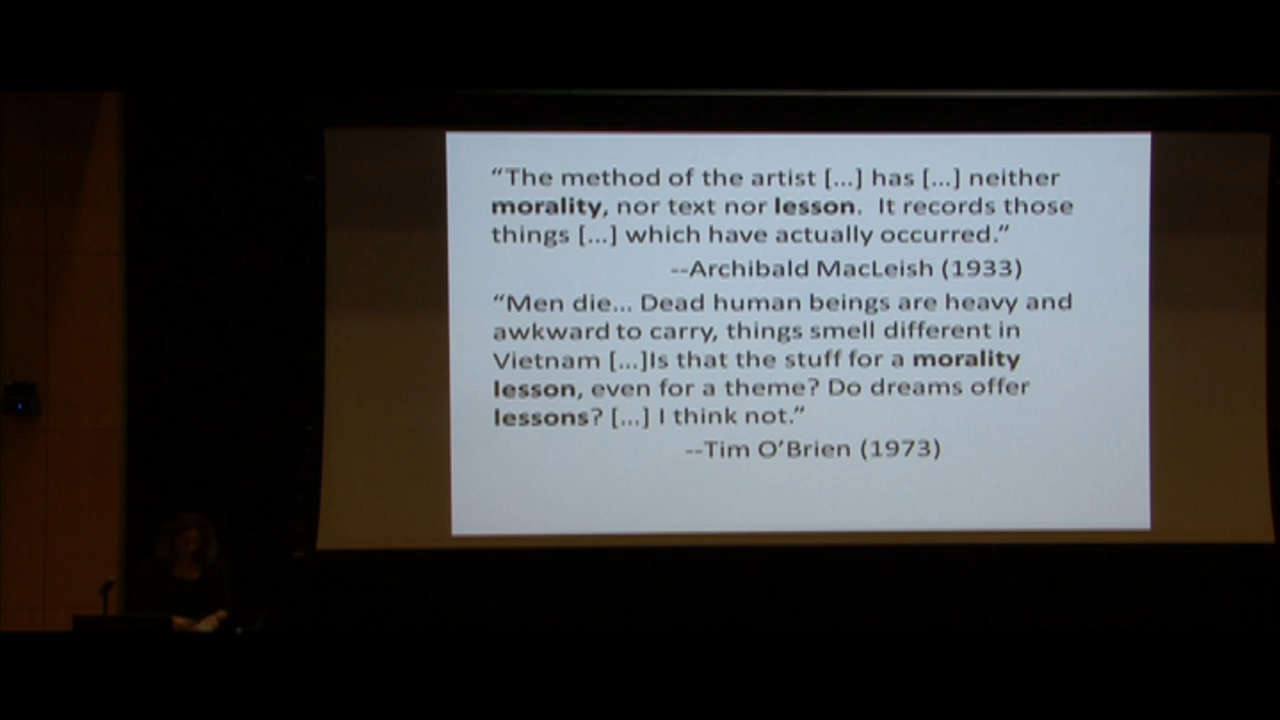 “The method of the artist [...] has [...] neither
morality, nor text nor lesson.  It records those
things [...] which have actually occurred.”
--Archibald MacLeish (1933)
“Men die... Dead human beings are heavy and
awkward to carry, things smell different in
Vietnam [...]Is that the stuff for a morality
lesson, even for a theme? Do dreams offer
lessons? [...] I think not.”
--Tim O’Brien (1973)